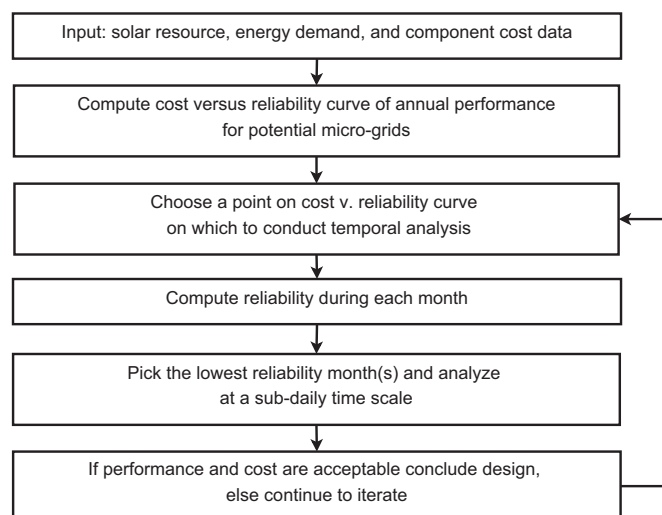 Input: solar resource, energy demand, and component cost data
Compute cost versus reliability curve of annual performance
for potential micro-grids
Choose a point on cost v. reliability curve
on which to conduct temporal analysis
Compute reliability during each month
Pick the lowest reliability month(s) and analyze
at a sub-daily time scale
If performance and cost are acceptable conclude design,
else continue to iterate